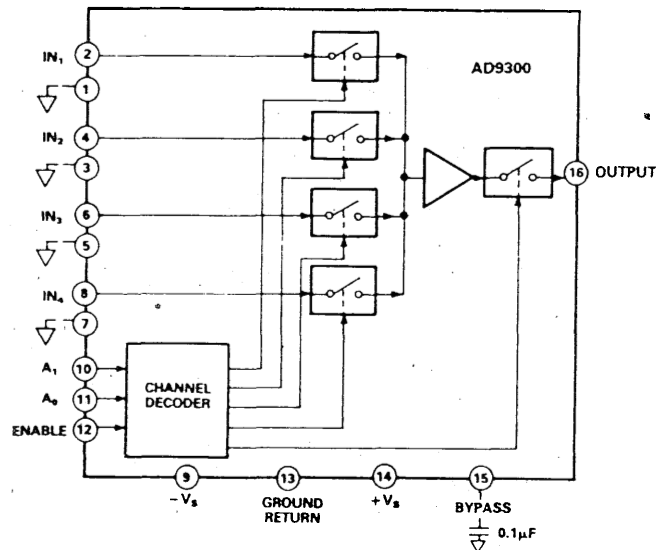 AD9300
IN₁ 2
1
IN₂ 4
3
IN₃ 6
5
IN₄ 8
7
A₁ 10
A₀ 11
ENABLE 12
CHANNEL
DECODER
16 OUTPUT
9
−Vs
13
GROUND
RETURN
14
+Vs
15
BYPASS
0.1µF